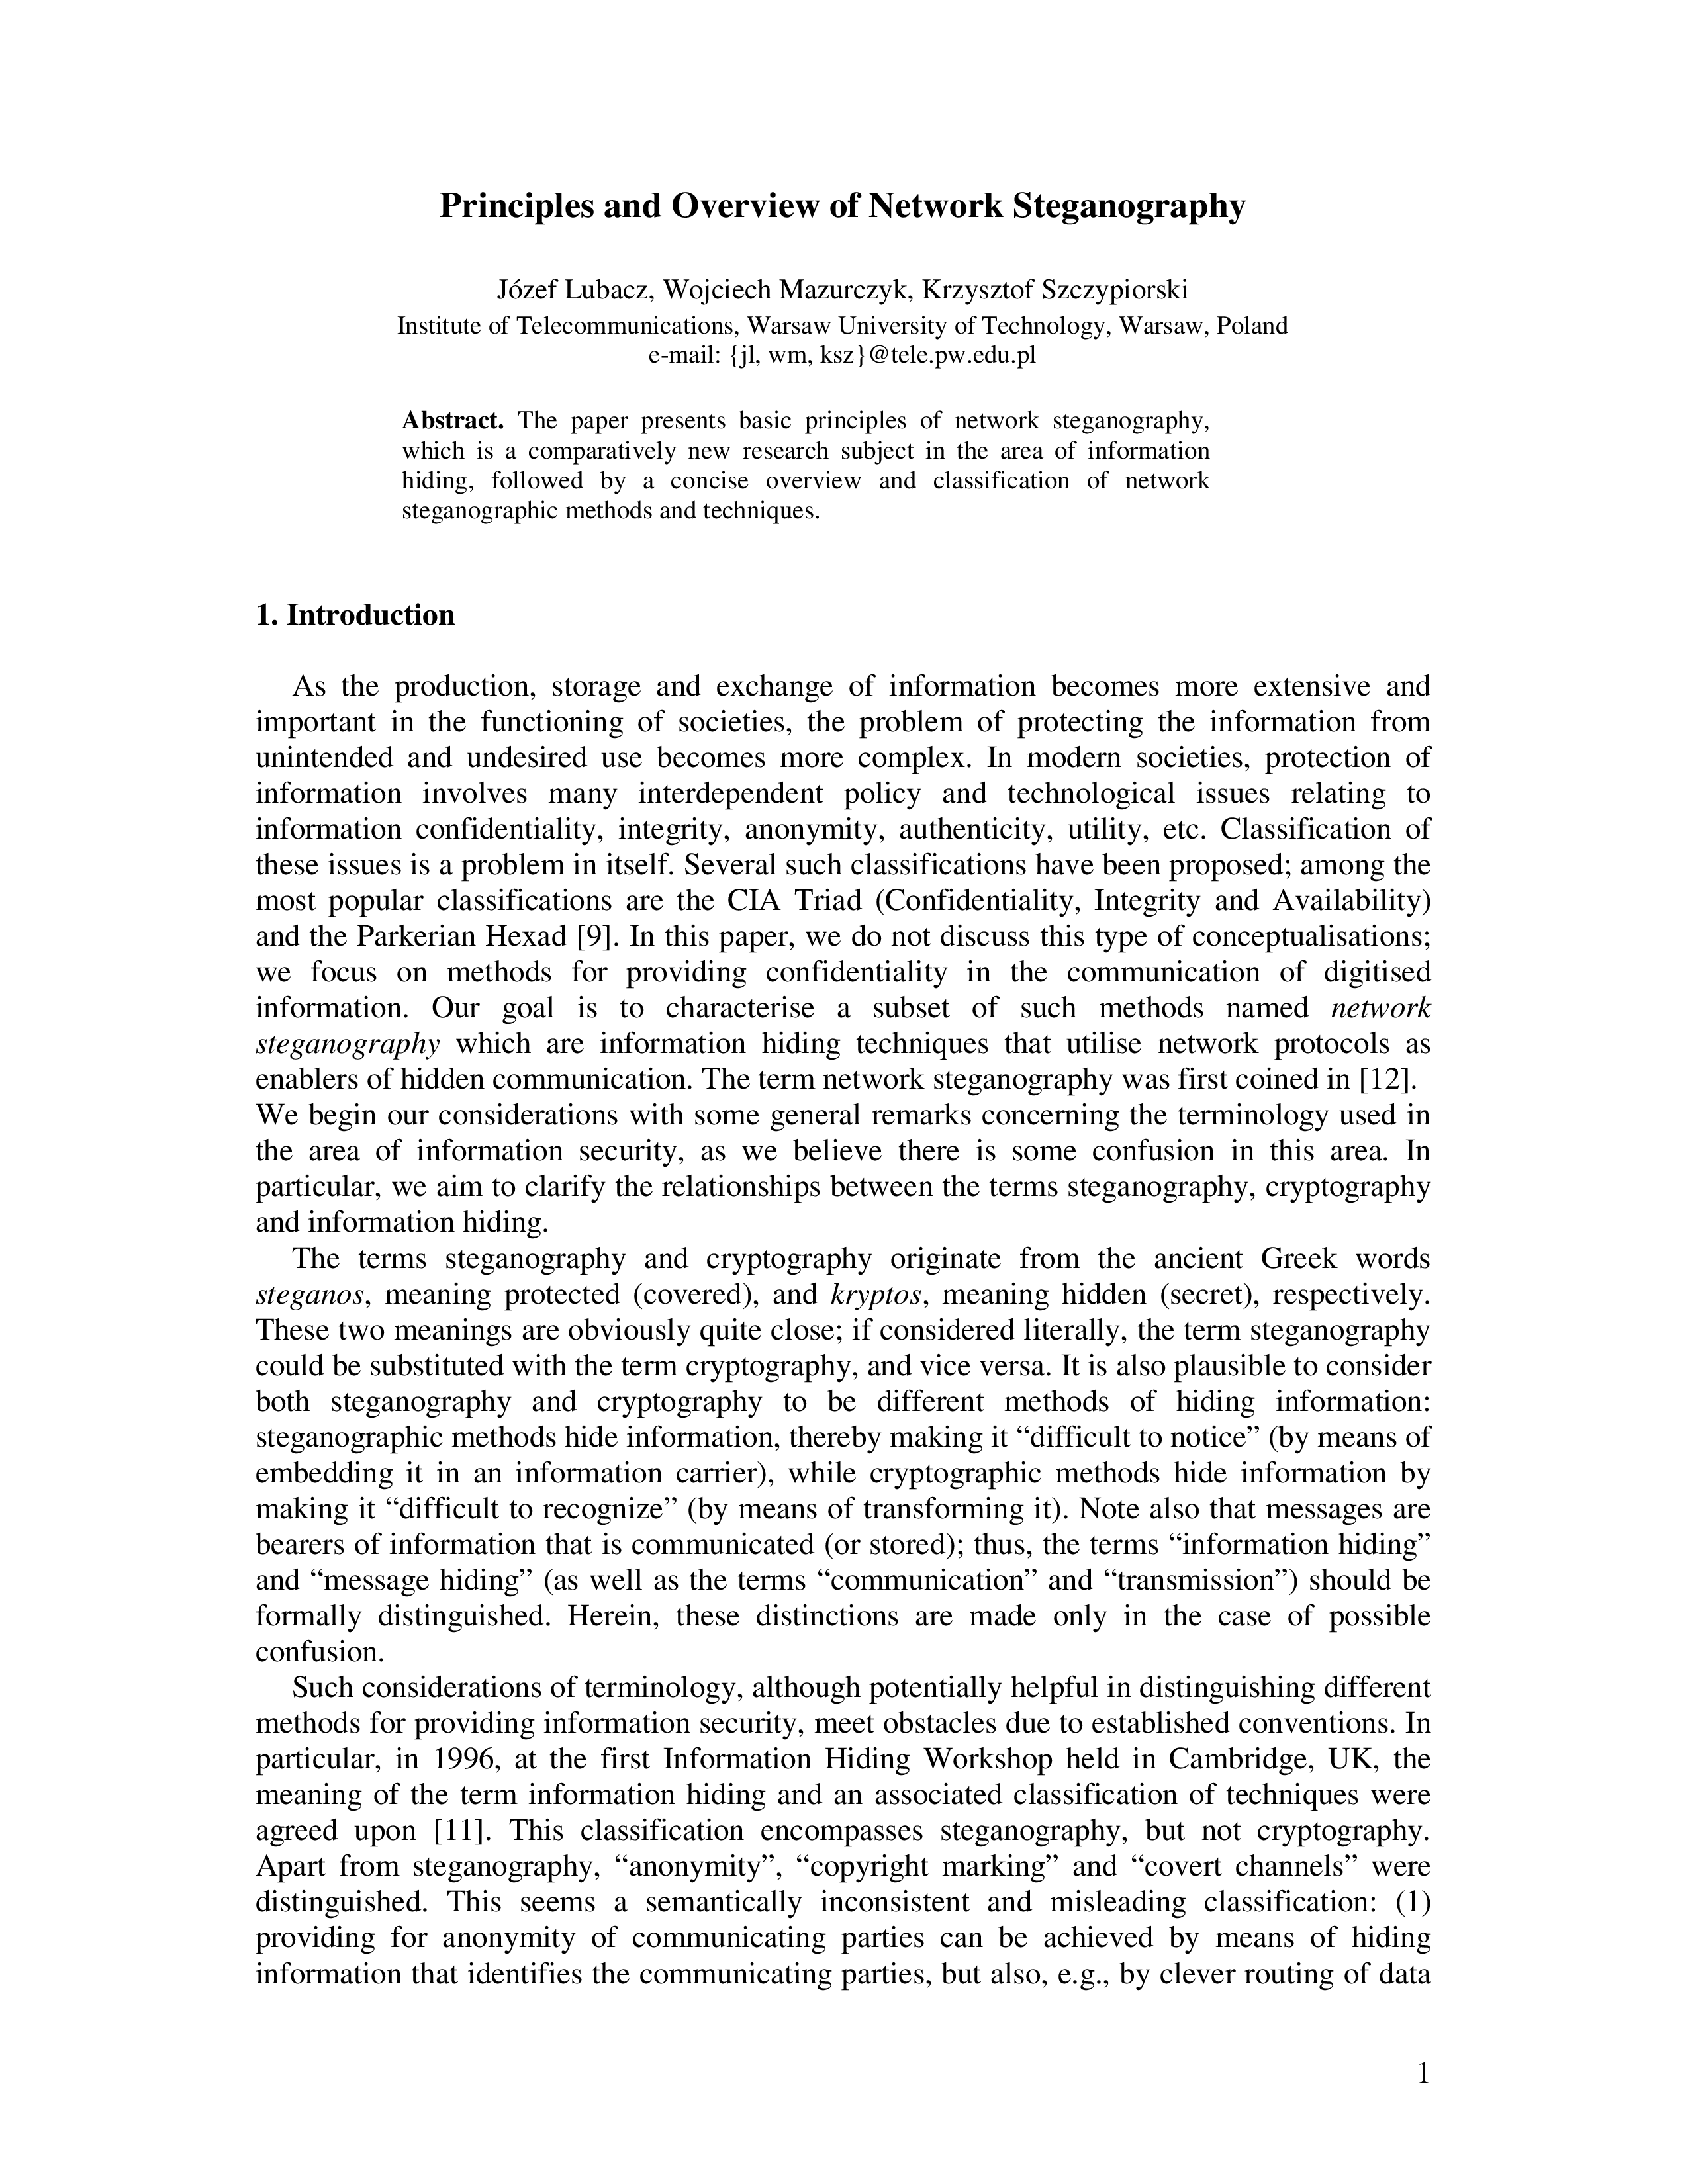 Principles and Overview of Network Steganography
Józef Lubacz, Wojciech Mazurczyk, Krzysztof Szczypiorski
Institute of Telecommunications, Warsaw University of Technology, Warsaw, Poland
e-mail: {jl, wm, ksz}@tele.pw.edu.pl
Abstract. The paper presents basic principles of network steganography,
which is a comparatively new research subject in the area of information
hiding, followed by a concise overview and classification of network
steganographic methods and techniques.
1. Introduction
As the production, storage and exchange of information becomes more extensive and
important in the functioning of societies, the problem of protecting the information from
unintended and undesired use becomes more complex. In modern societies, protection of
information involves many interdependent policy and technological issues relating to
information confidentiality, integrity, anonymity, authenticity, utility, etc. Classification of
these issues is a problem in itself. Several such classifications have been proposed; among the
most popular classifications are the CIA Triad (Confidentiality, Integrity and Availability)
and the Parkerian Hexad [9]. In this paper, we do not discuss this type of conceptualisations;
we focus on methods for providing confidentiality in the communication of digitised
information. Our goal is to characterise a subset of such methods named network
steganography which are information hiding techniques that utilise network protocols as
enablers of hidden communication. The term network steganography was first coined in [12].
We begin our considerations with some general remarks concerning the terminology used in
the area of information security, as we believe there is some confusion in this area. In
particular, we aim to clarify the relationships between the terms steganography, cryptography
and information hiding.
The terms steganography and cryptography originate from the ancient Greek words
steganos, meaning protected (covered), and kryptos, meaning hidden (secret), respectively.
These two meanings are obviously quite close; if considered literally, the term steganography
could be substituted with the term cryptography, and vice versa. It is also plausible to consider
both steganography and cryptography to be different methods of hiding information:
steganographic methods hide information, thereby making it “difficult to notice” (by means of
embedding it in an information carrier), while cryptographic methods hide information by
making it “difficult to recognize” (by means of transforming it). Note also that messages are
bearers of information that is communicated (or stored); thus, the terms “information hiding”
and “message hiding” (as well as the terms “communication” and “transmission”) should be
formally distinguished. Herein, these distinctions are made only in the case of possible
confusion.
Such considerations of terminology, although potentially helpful in distinguishing different
methods for providing information security, meet obstacles due to established conventions. In
particular, in 1996, at the first Information Hiding Workshop held in Cambridge, UK, the
meaning of the term information hiding and an associated classification of techniques were
agreed upon [11]. This classification encompasses steganography, but not cryptography.
Apart from steganography, “anonymity”, “copyright marking” and “covert channels” were
distinguished. This seems a semantically inconsistent and misleading classification: (1)
providing for anonymity of communicating parties can be achieved by means of hiding
information that identifies the communicating parties, but also, e.g., by clever routing of data
1